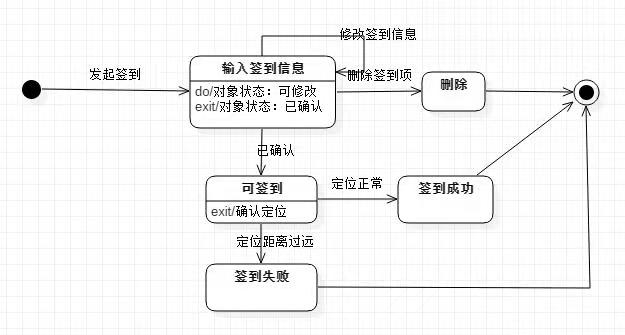 修改签到信息
发起签到
输入签到信息
删除签到项
删除
do/对象状态：可修改
exit/对象状态：已确认
已确认
可签到
定位正常
签到成功
exit/确认定位
定位距离过远
签到失败